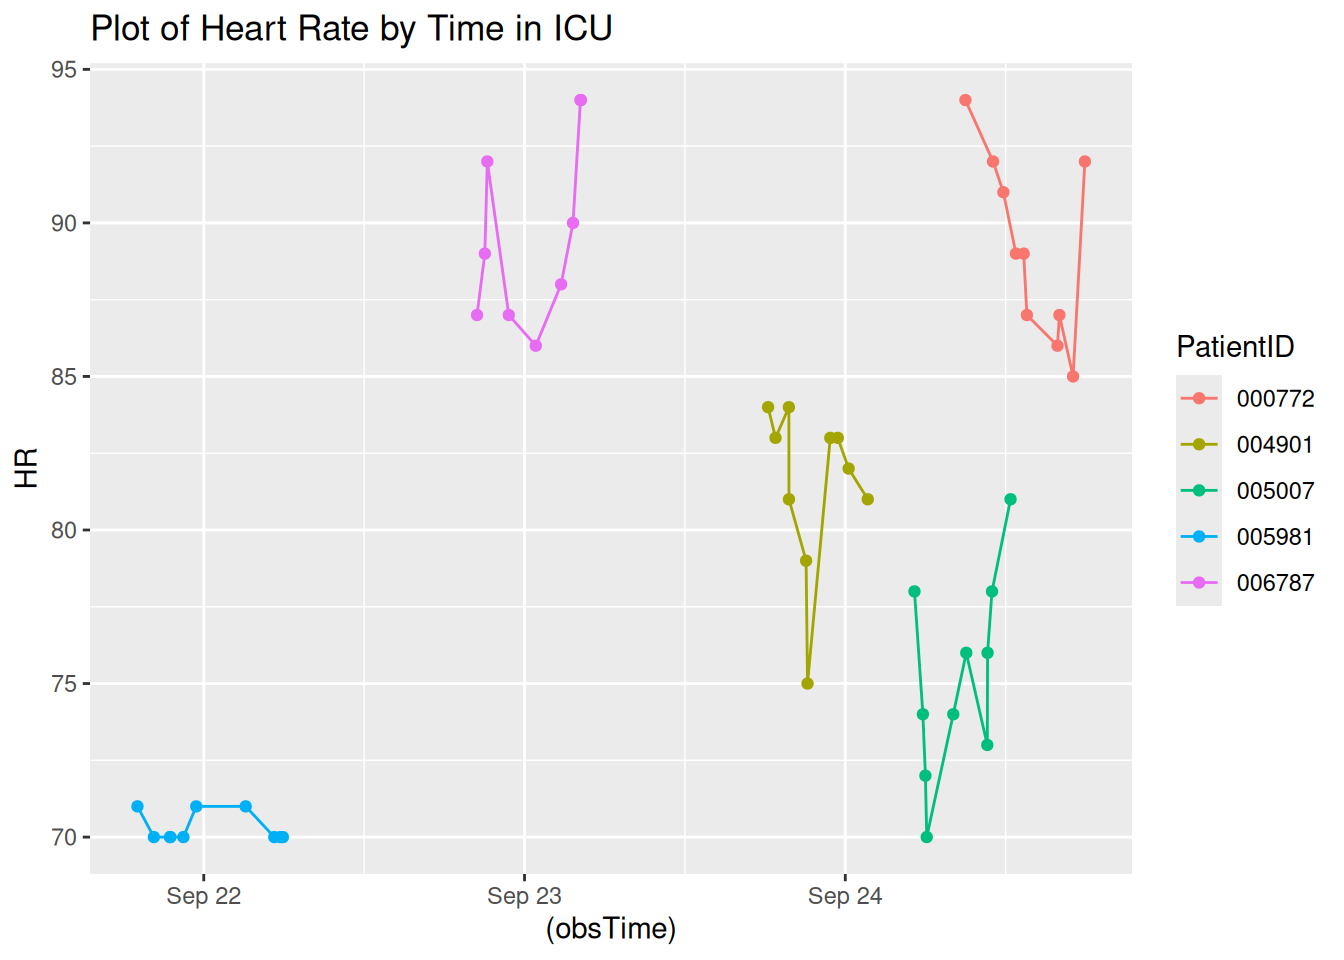 Plot of Heart Rate by Time in ICU
95
90
85
80
75
70
HR
Sep 22
Sep 23
Sep 24
(obsTime)
PatientID
000772
004901
005007
005981
006787